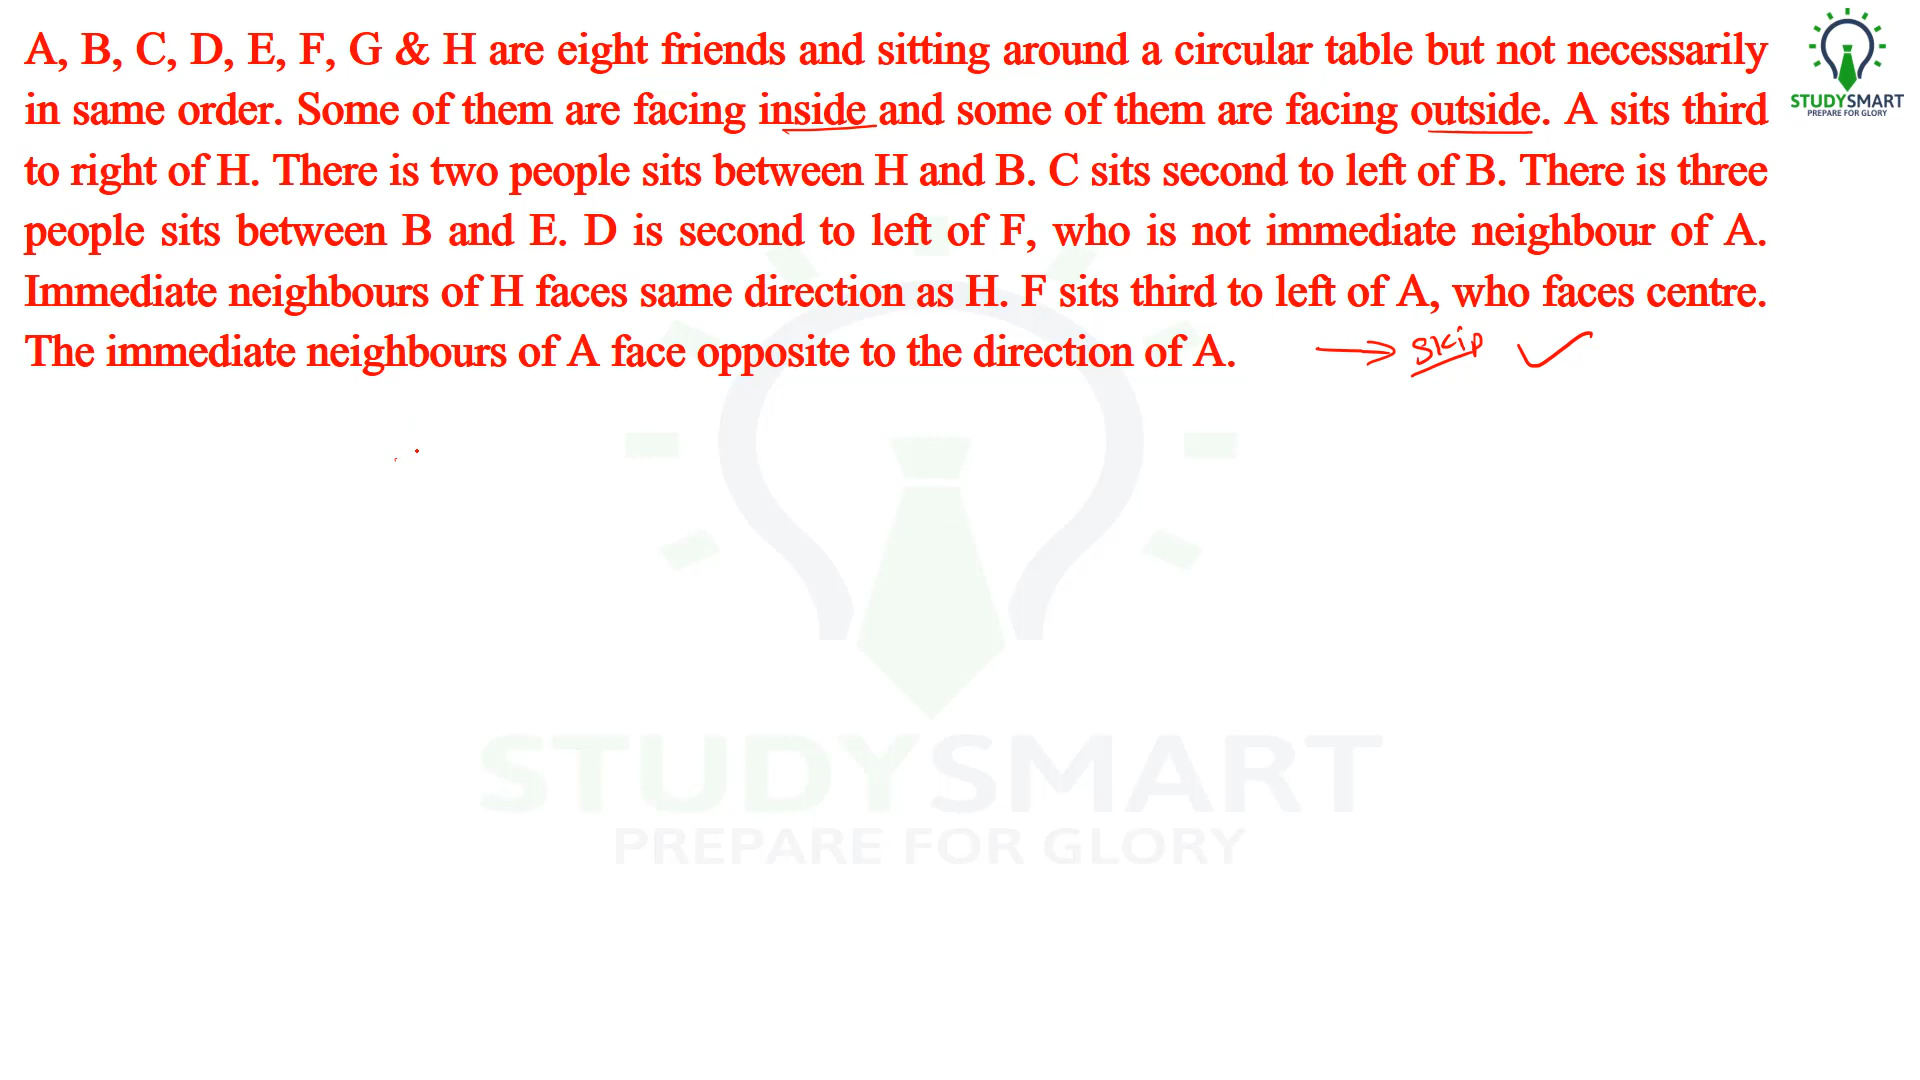 A, B, C, D, E, F, G & H are eight friends and sitting around a circular table but not necessarily
in same order. Some of them are facing inside and some of them are facing outside. A sits third
to right of H. There is two people sits between H and B. C sits second to left of B. There is three
people sits between B and E. D is second to left of F, who is not immediate neighbour of A.
Immediate neighbours of H faces same direction as H. F sits third to left of A, who faces centre.
The immediate neighbours of A face opposite to the direction of A. skip
STUDYSMART
PREPARE FOR GLORY
STUDYSMART
PREPARE FOR GLORY